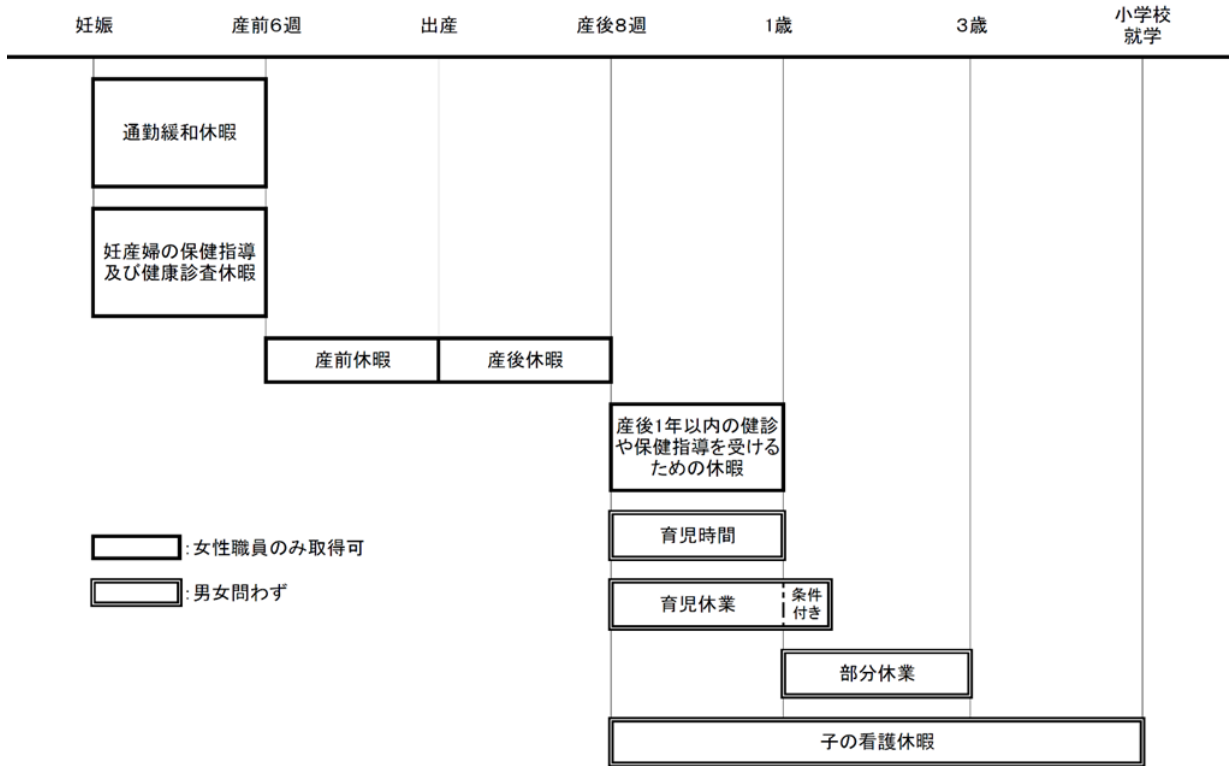 妊娠
産前6週
出産
産後8週
1歳
3歳
小学校
就学
通勤緩和休暇
妊産婦の保健指導
及び健康診査休暇
産前休暇
産後休暇
産後1年以内の健診
や保健指導を受ける
ための休暇
:女性職員のみ取得可
育児時間
:男女問わず
育児休業
条件
付き
部分休業
子の看護休暇